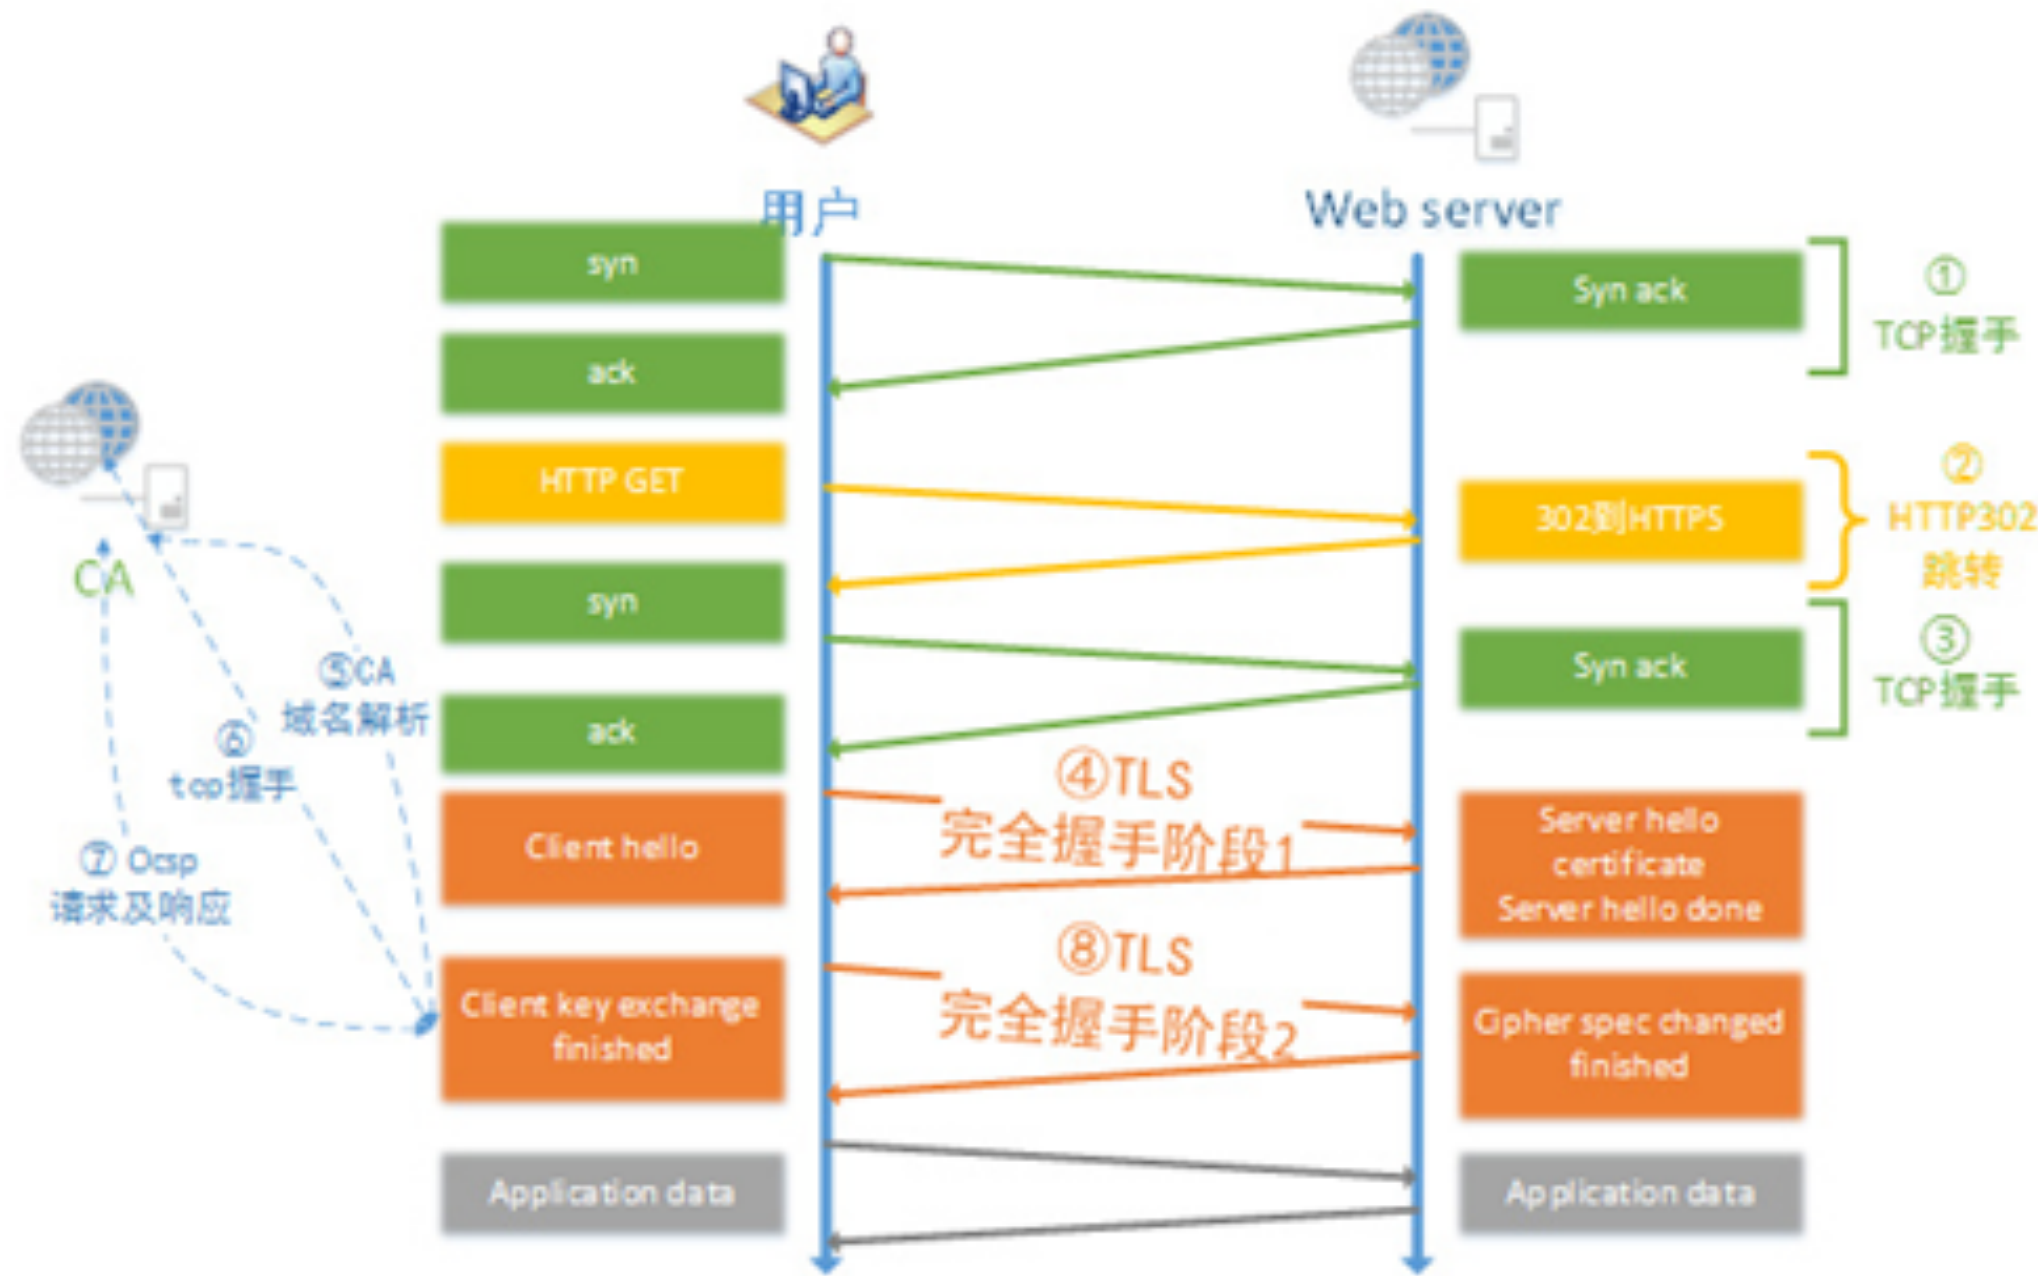 用户
Web server
syn
Syn ack
①
TCP握手
ack
HTTP GET
302到HTTPS
②
HTTP302
跳转
CA
syn
Syn ack
③
TCP握手
⑤CA
域名解析
⑥
tcp握手
ack
④TLS
完全握手阶段1
Client hello
Server hello
certificate
Server hello done
⑦ Ocsp
请求及响应
⑧TLS
完全握手阶段2
Client key exchange
finished
Cipher spec changed
finished
Application data
Application data